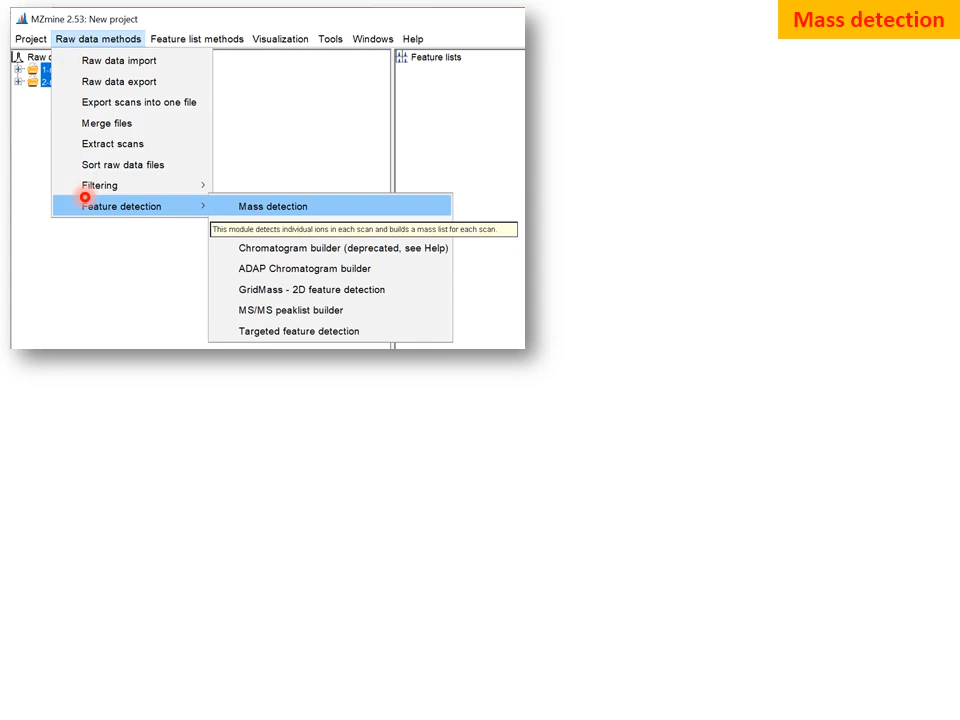 Mass detection
MZmine 2.53: New project
Project Raw data methods Feature list methods Visualization Tools Windows Help
Raw data import
Raw data export
Export scans into one file
Merge files
Extract scans
Sort raw data files
Filtering
Feature detection
Mass detection
This module detects individual ions in each scan and builds a mass list for each scan.
Chromatogram builder (deprecated, see Help)
ADAP Chromatogram builder
GridMass - 2D feature detection
MS/MS peaklist builder
Targeted feature detection
Raw
Feature lists